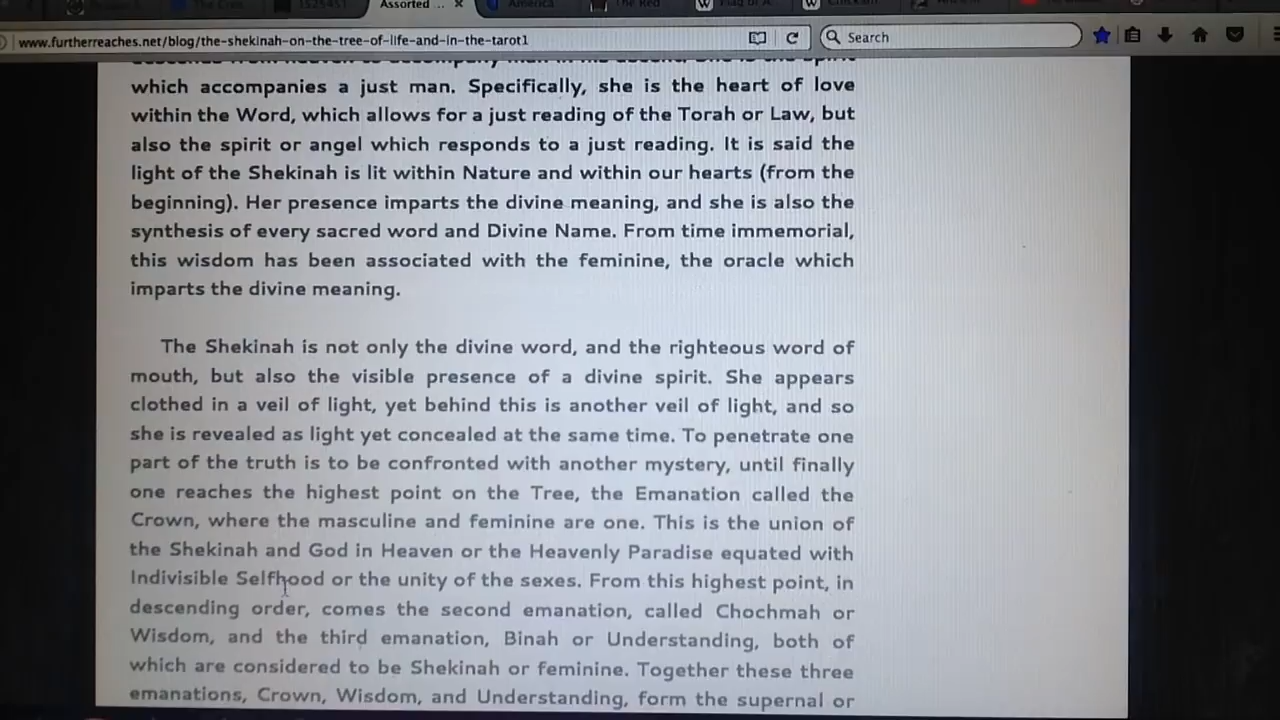 Assorted ..
www.furtherreaches.net/blog/the-shekinah-on-the-tree-of-life-and-in-the-tarot1
Search
which accompanies a just man. Specifically, she is the heart of love
within the Word, which allows for a just reading of the Torah or Law, but
also the spirit or angel which responds to a just reading. It is said the
light of the Shekinah is lit within Nature and within our hearts (from the
beginning). Her presence imparts the divine meaning, and she is also the
synthesis of every sacred word and Divine Name. From time immemorial,
this wisdom has been associated with the feminine, the oracle which
imparts the divine meaning.
The Shekinah is not only the divine word, and the righteous word of
mouth, but also the visible presence of a divine spirit. She appears
clothed in a veil of light, yet behind this is another veil of light, and so
she is revealed as light yet concealed at the same time. To penetrate one
part of the truth is to be confronted with another mystery, until finally
one reaches the highest point on the Tree, the Emanation called the
Crown, where the masculine and feminine are one. This is the union of
the Shekinah and God in Heaven or the Heavenly Paradise equated with
Indivisible Selfhood or the unity of the sexes. From this highest point, in
descending order, comes the second emanation, called Chochmah or
Wisdom, and the third emanation, Binah or Understanding, both of
which are considered to be Shekinah or feminine. Together these three
emanations, Crown, Wisdom, and Understanding, form the supernal or